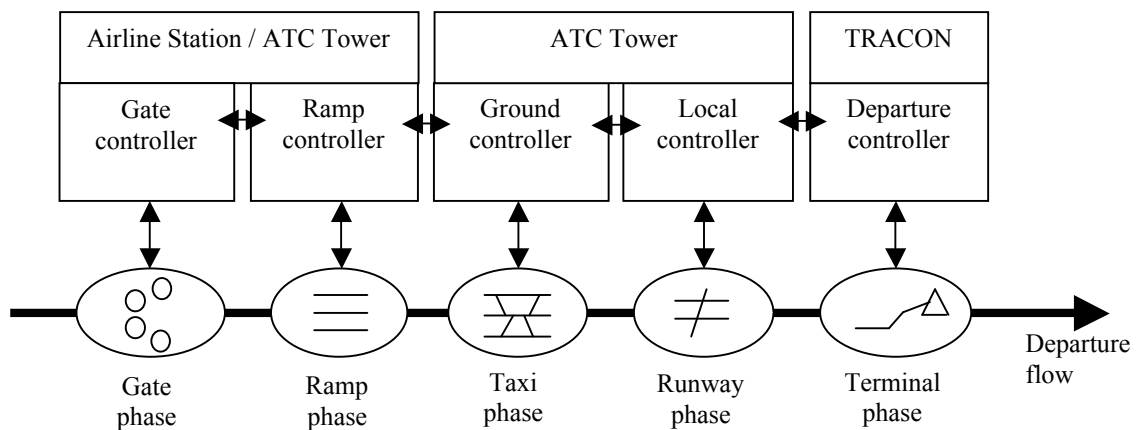 Airline Station / ATC Tower
ATC Tower
TRACON
Gate
controller
Ramp
controller
Ground
controller
Local
controller
Departure
controller
Departure
flow
Gate
phase
Ramp
phase
Taxi
phase
Runway
phase
Terminal
phase